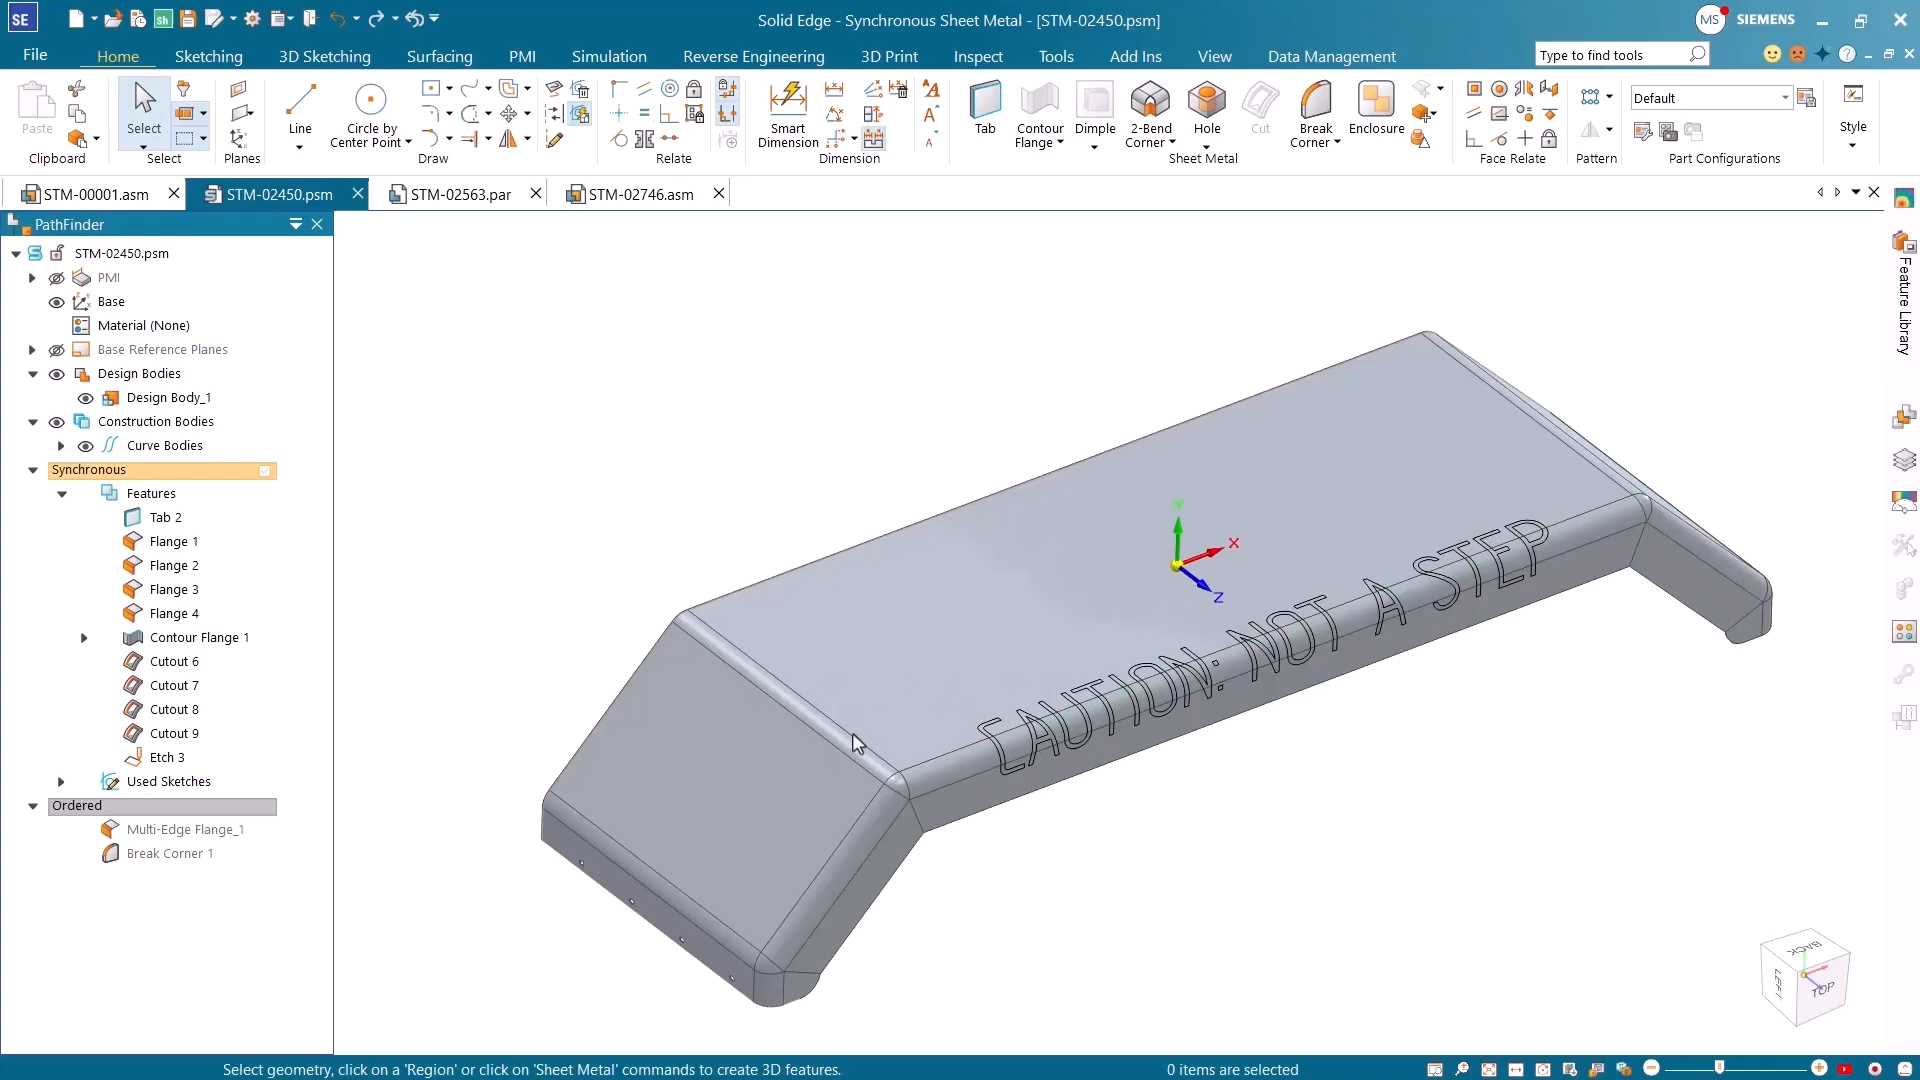 SE
Sh
Solid Edge - Synchronous Sheet Metal - [STM-02450.psm]
MS
SIEMENS
File
Home
Sketching
3D Sketching
Surfacing
PMI
Simulation
Reverse Engineering
3D Print
Inspect
Tools
Add Ins
View
Data Management
Type to find tools
Paste
Clipboard
Select
Select
Planes
Line
Circle by
Center Point
Draw
Relate
Smart
Dimension
Dimension
Tab
Contour
Flange
Dimple
2-Bend
Corner
Hole
Cut
Break
Corner
Enclosure
Sheet Metal
Face Relate
Pattern
Default
Part Configurations
Style
STM-00001.asm
STM-02450.psm
STM-02563.par
STM-02746.asm
PathFinder
STM-02450.psm
PMI
Base
Material (None)
Base Reference Planes
Design Bodies
Design Body_1
Construction Bodies
Curve Bodies
Synchronous
Features
Tab 2
Flange 1
Flange 2
Flange 3
Flange 4
Contour Flange 1
Cutout 6
Cutout 7
Cutout 8
Cutout 9
Etch 3
Used Sketches
Ordered
Multi-Edge Flange_1
Break Corner 1
Y
X
Z
CAUTION: NOT A STEP
Feature Library
BACK
LEFT
TOP
Select geometry, click on a 'Region' or click on 'Sheet Metal' commands to create 3D features.
0 items are selected